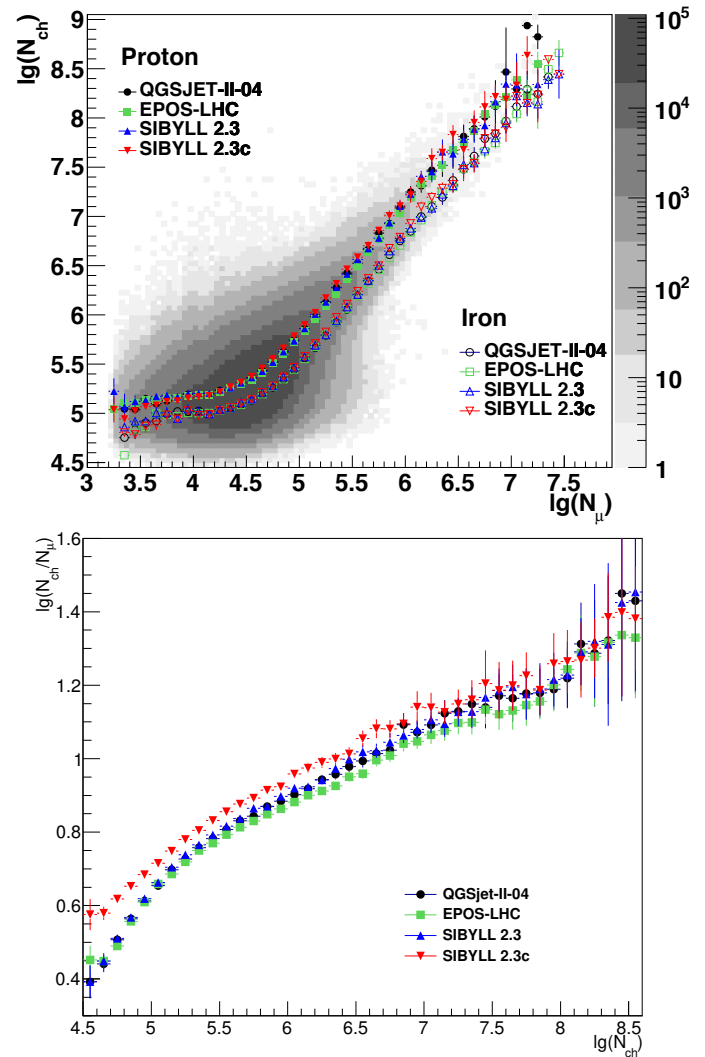 lg(N_ch)
9
8.5
8
7.5
7
6.5
6
5.5
5
4.5
Proton
QGSJET-II-04
EPOS-LHC
SIBYLL 2.3
SIBYLL 2.3c
Iron
QGSJET-II-04
EPOS-LHC
SIBYLL 2.3
SIBYLL 2.3c
3 3.5 4 4.5 5 5.5 6 6.5 7 7.5
lg(N_μ)
10^5
10^4
10^3
10^2
10
1
lg(N_ch/N_μ)
1.6
1.4
1.2
1
0.8
0.6
0.4
QGSjet-II-04
EPOS-LHC
SIBYLL 2.3
SIBYLL 2.3c
4.5 5 5.5 6 6.5 7 7.5 8 8.5
lg(N_ch)